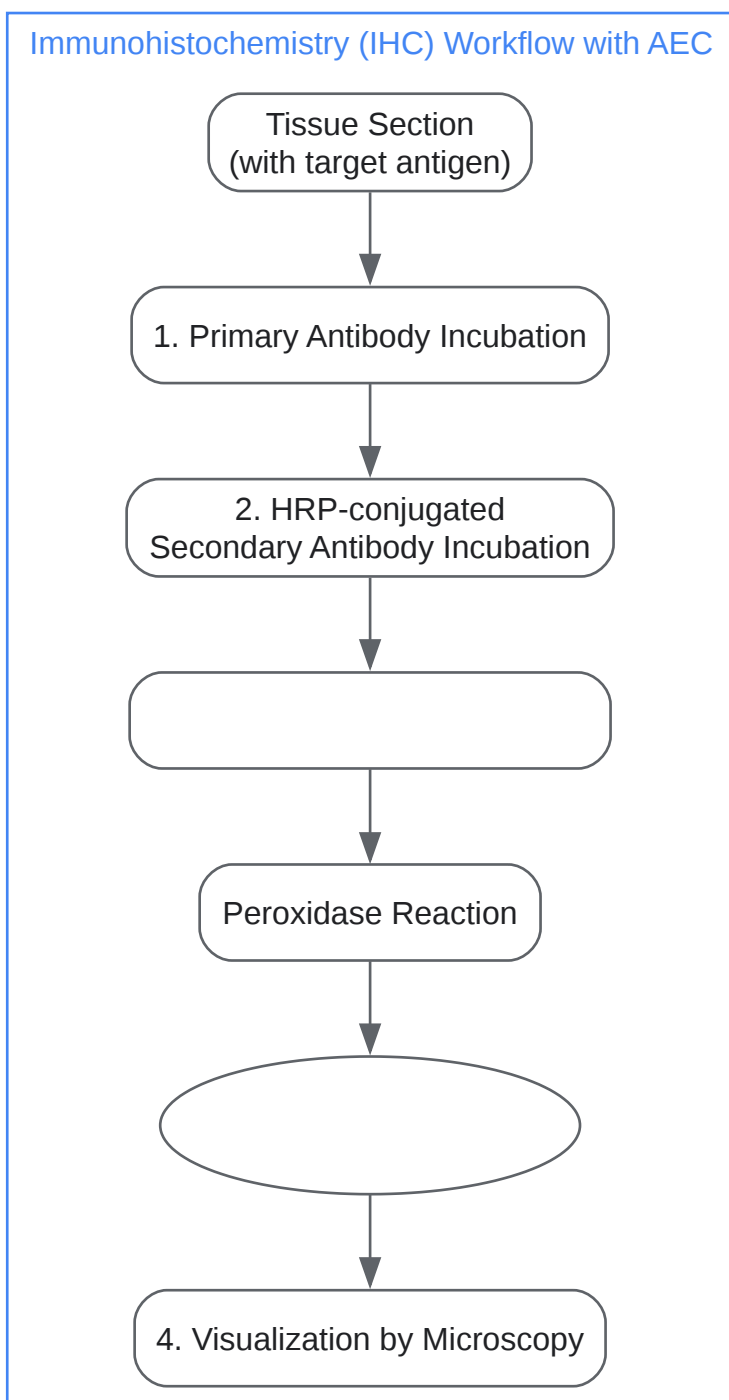 Immunohistochemistry (IHC) Workflow with AEC
Tissue Section
(with target antigen)
1. Primary Antibody Incubation
2. HRP-conjugated
Secondary Antibody Incubation
Peroxidase Reaction
4. Visualization by Microscopy